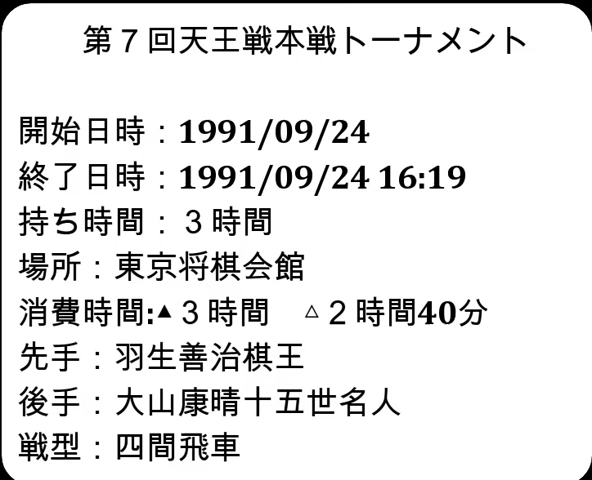 第７回天王戦本戦トーナメント
開始日時：1991/09/24
終了日時：1991/09/24 16:19
持ち時間：３時間
場所：東京将棋会館
消費時間:▲３時間　△２時間40分
先手：羽生善治棋王
後手：大山康晴十五世名人
戦型：四間飛車